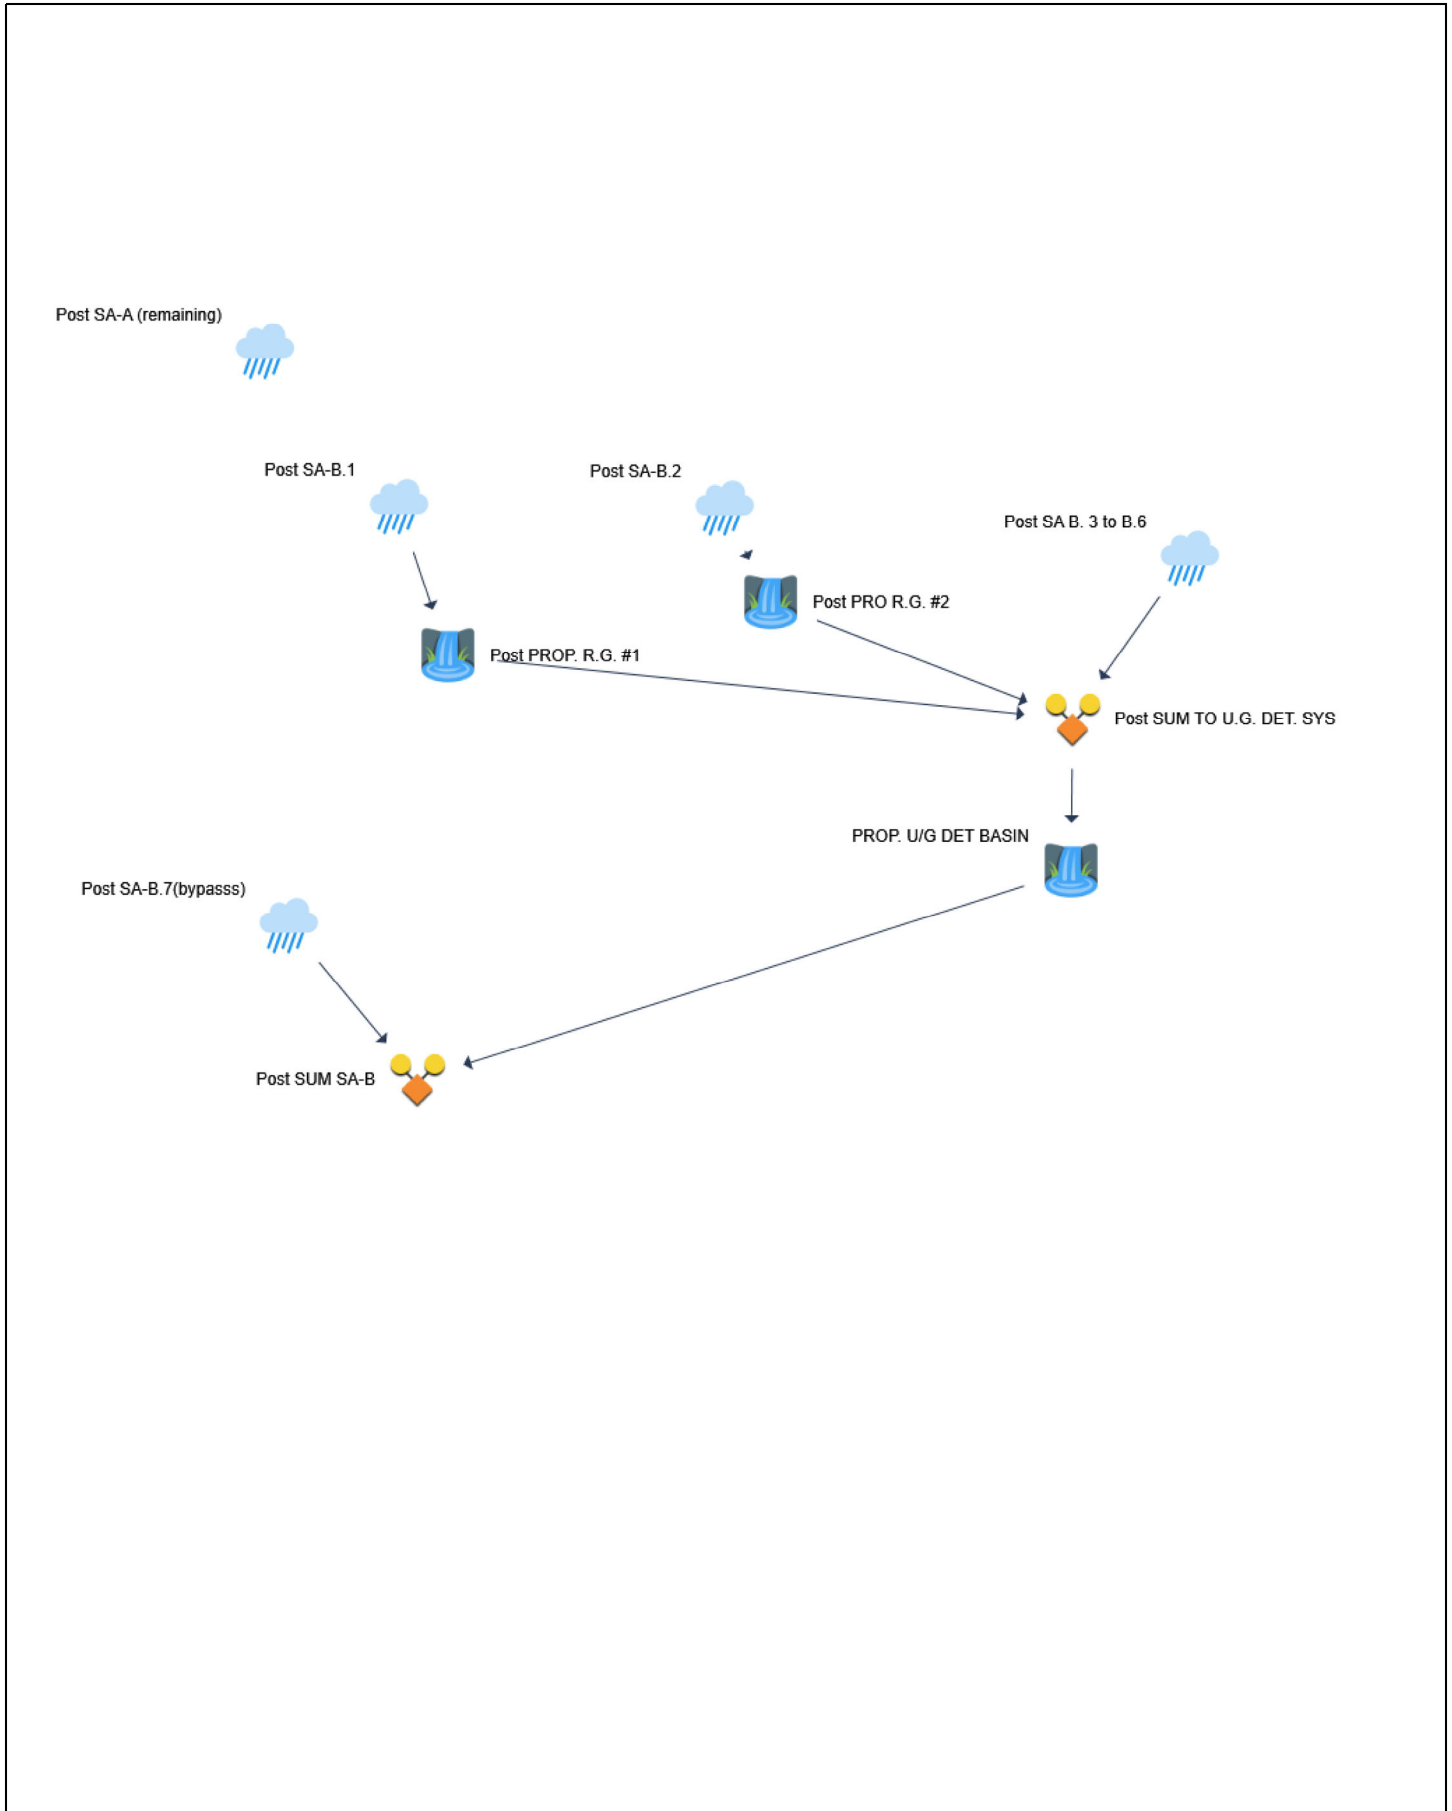 Post SA-A (remaining)
Post SA-B.1
Post SA-B.2
Post SA B. 3 to B.6
Post PRO R.G. #2
Post PROP. R.G. #1
Post SUM TO U.G. DET. SYS
PROP. U/G DET BASIN
Post SA-B.7(bypasss)
Post SUM SA-B